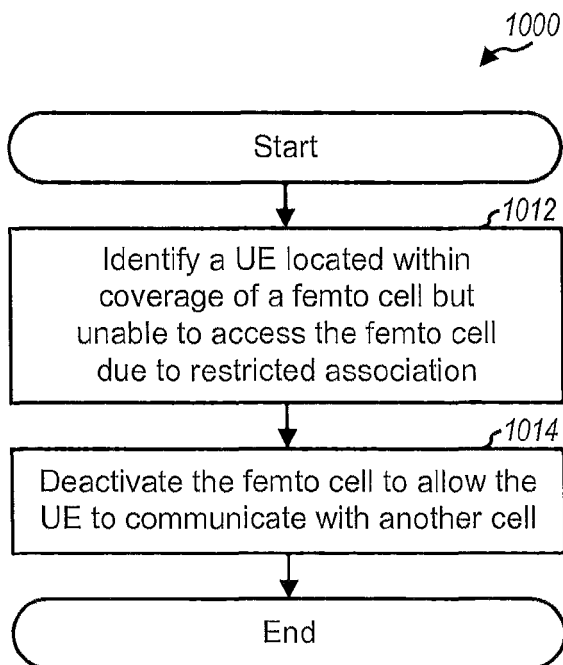 1000
Start
1012
Identify a UE located within
coverage of a femto cell but
unable to access the femto cell
due to restricted association
1014
Deactivate the femto cell to allow the
UE to communicate with another cell
End